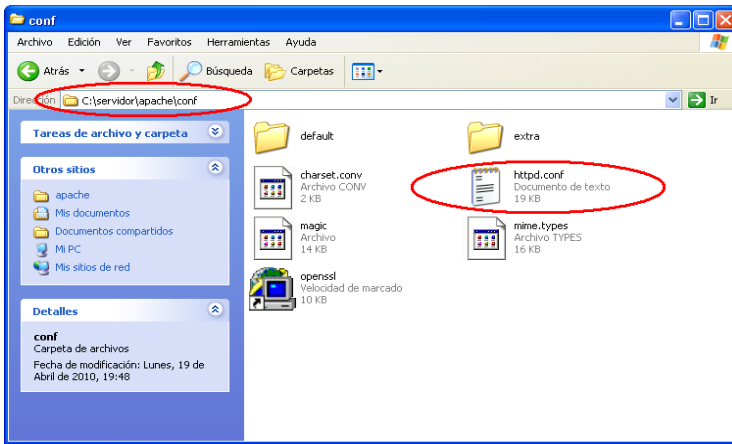 conf
Archivo Edición Ver Favoritos Herramientas Ayuda
Atrás Búsqueda Carpetas
Dirección C:\servidor\apache\conf Ir
Tareas de archivo y carpeta
Otros sitios
apache
Mis documentos
Documentos compartidos
Mi PC
Mis sitios de red
Detalles
conf
Carpeta de archivos
Fecha de modificación: Lunes, 19 de
Abril de 2010, 19:48
default
extra
charset.conv
Archivo CONV
2 KB
httpd.conf
Documento de texto
19 KB
magic
Archivo
14 KB
mime.types
Archivo TYPES
16 KB
openssl
Velocidad de marcado
10 KB